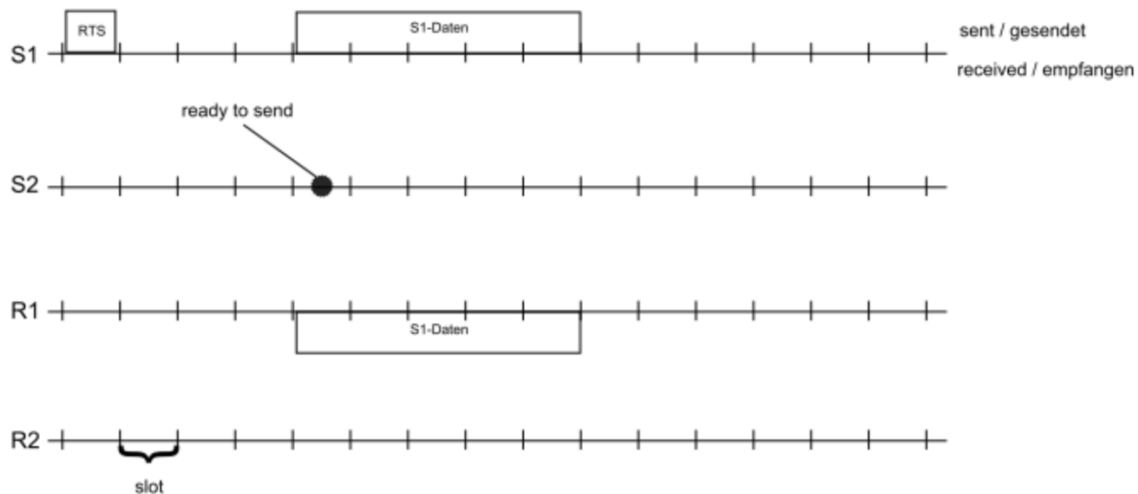 RTS
S1-Daten
sent / gesendet
S1
received / empfangen
ready to send
S2
R1
S1-Daten
R2
slot